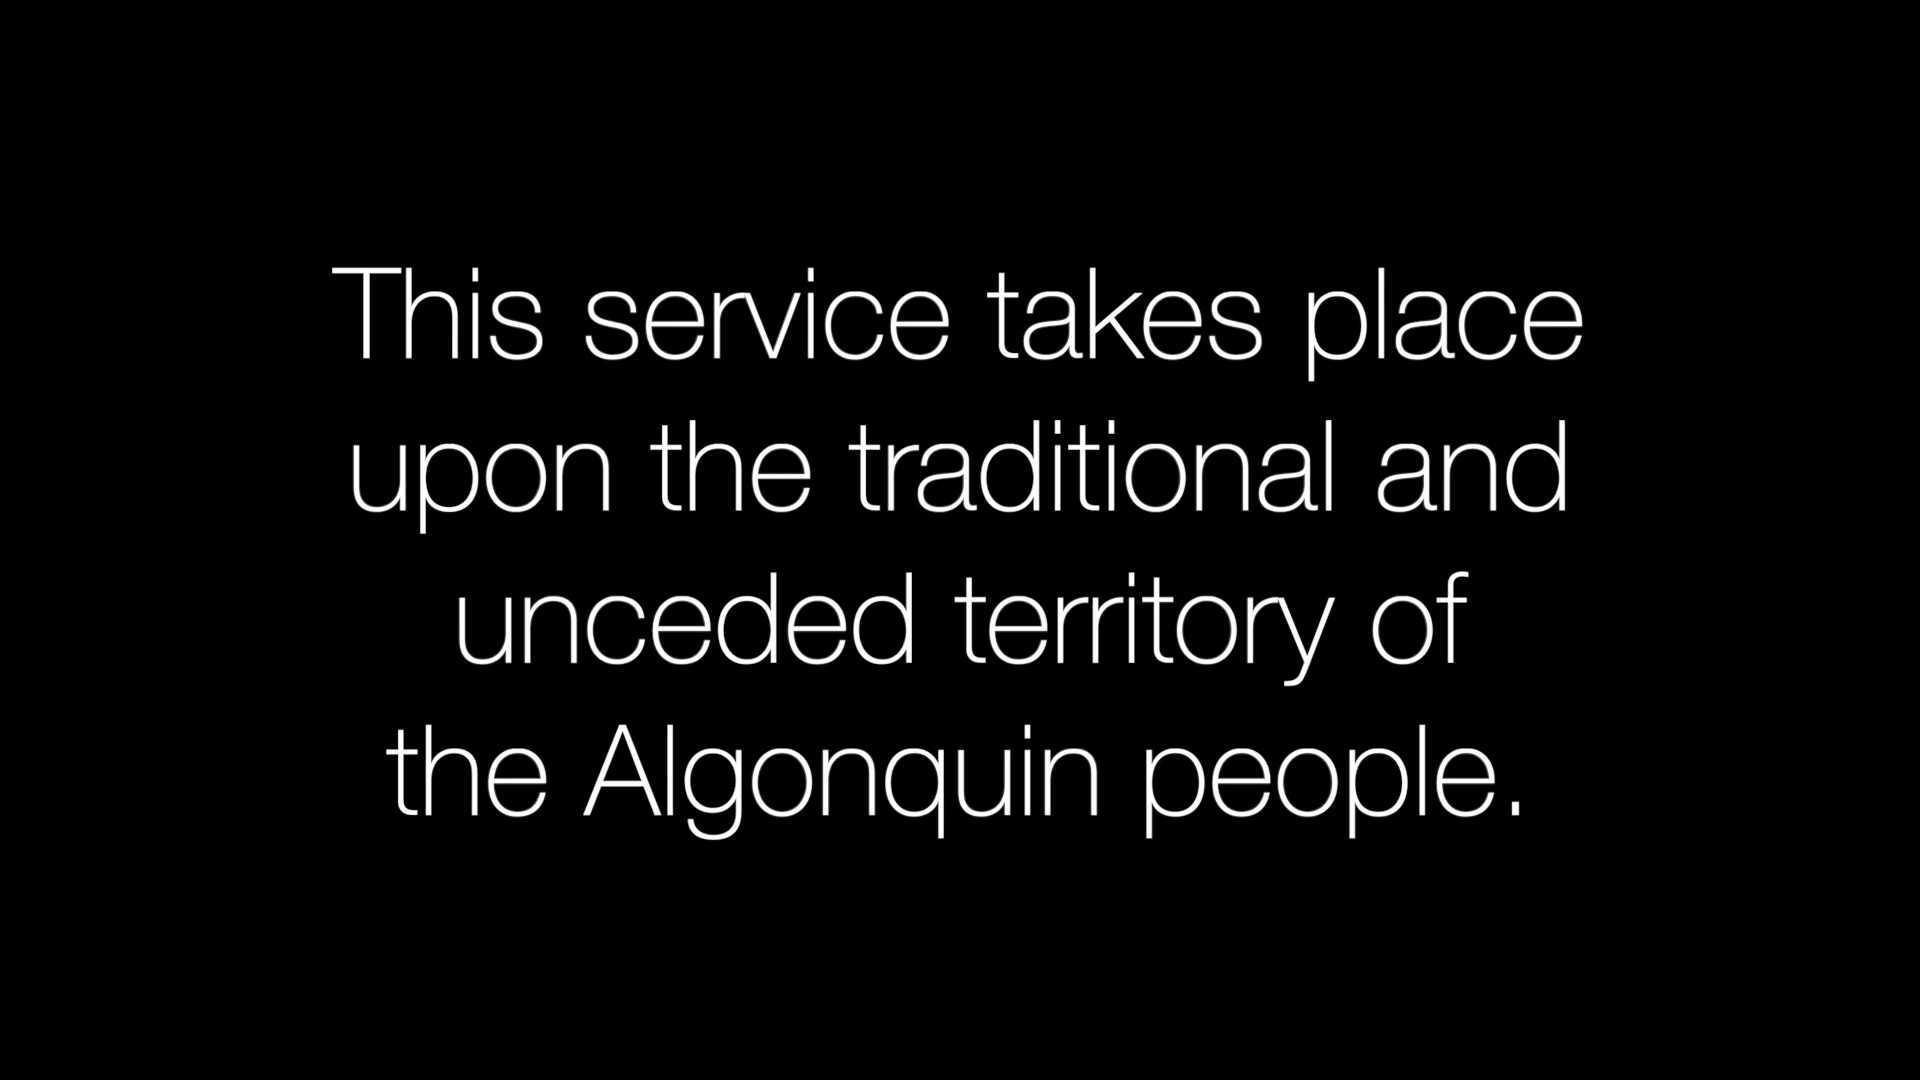 This service takes place
upon the traditional and
unceded territory of
the Algonquin people.